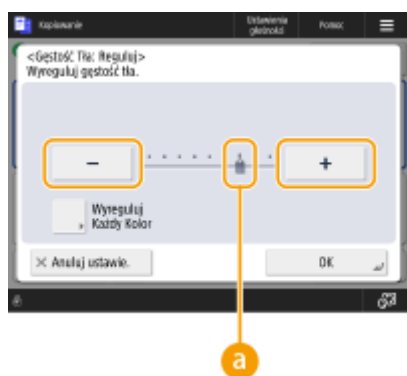 Kopiowanie
Ustawienia głośności
Pomoc
<Gęstość Tła: Reguluj>
Wyreguluj gęstość tła.
−
+
Wyreguluj
Każdy Kolor
× Anuluj ustawie.
OK
a